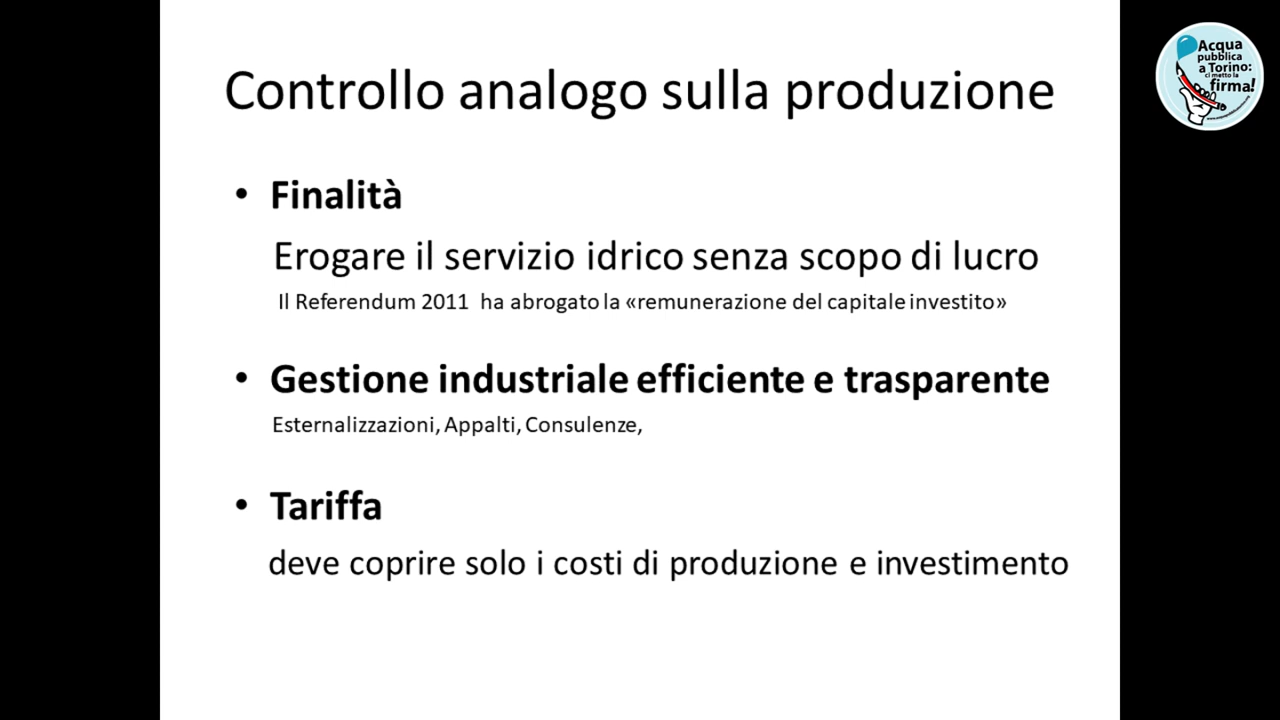 Controllo analogo sulla produzione
• Finalità
Erogare il servizio idrico senza scopo di lucro
Il Referendum 2011 ha abrogato la «remunerazione del capitale investito»
• Gestione industriale efficiente e trasparente
Esternalizzazioni, Appalti, Consulenze,
• Tariffa
deve coprire solo i costi di produzione e investimento
Acqua
pubblica
a Torino:
ci metto la
firma!